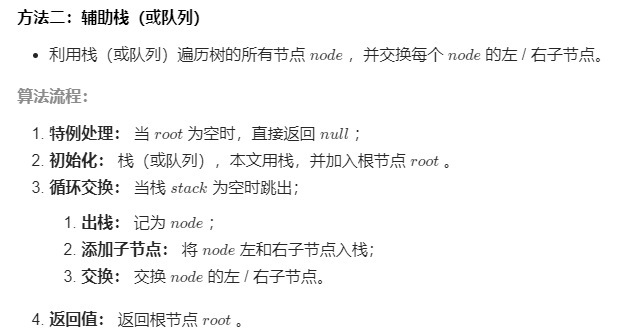 方法二：辅助栈（或队列）
• 利用栈（或队列）遍历树的所有节点 node ，并交换每个 node 的左 / 右子节点。
算法流程：
1. 特例处理： 当 root 为空时，直接返回 null ；
2. 初始化： 栈（或队列），本文用栈，并加入根节点 root 。
3. 循环交换： 当栈 stack 为空时跳出；
1. 出栈： 记为 node ；
2. 添加子节点： 将 node 左和右子节点入栈；
3. 交换： 交换 node 的左 / 右子节点。
4. 返回值： 返回根节点 root 。